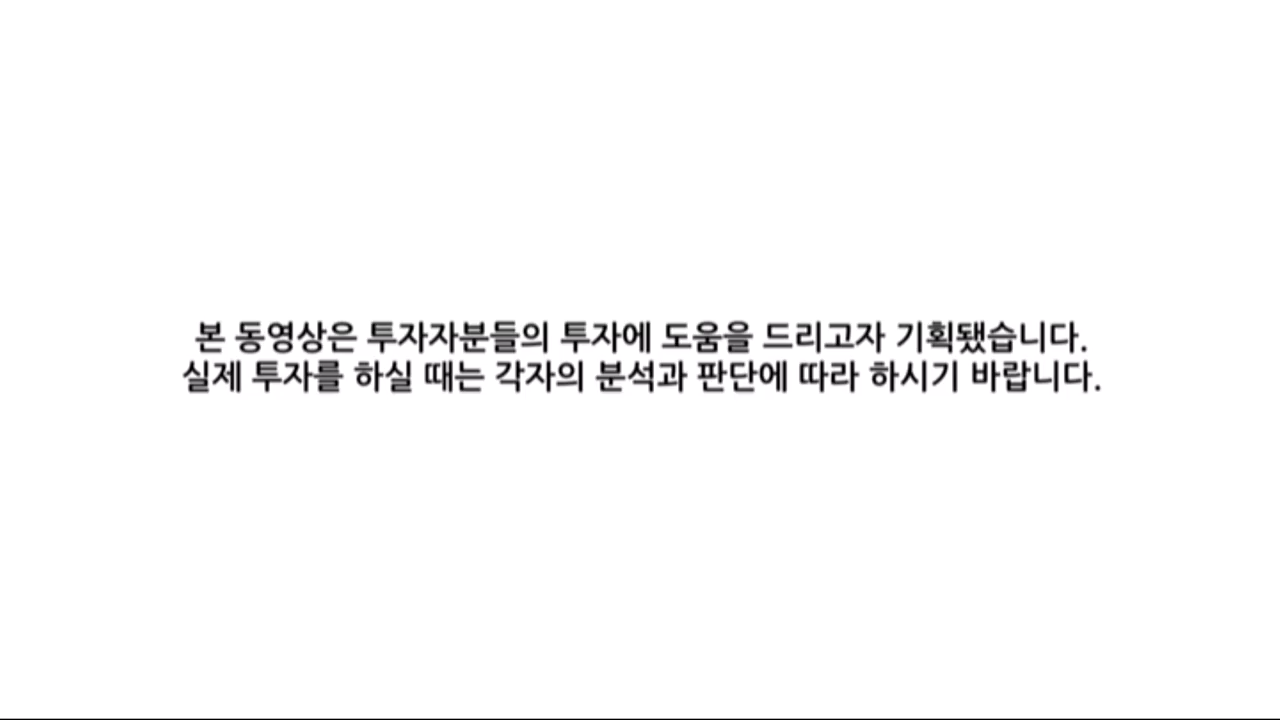 본 동영상은 투자자분들의 투자에 도움을 드리고자 기획됐습니다.
실제 투자를 하실 때는 각자의 분석과 판단에 따라 하시기 바랍니다.